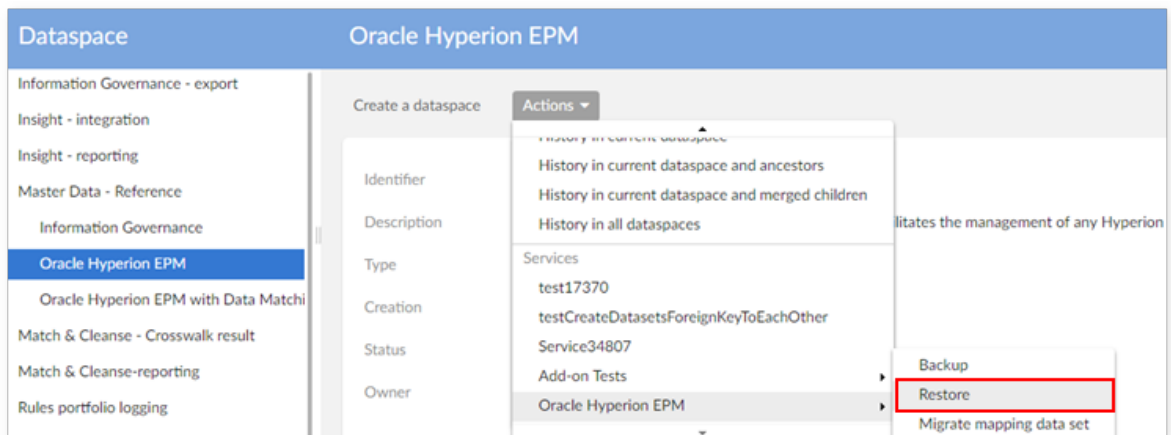 Dataspace
Oracle Hyperion EPM
Information Governance - export
Insight - integration
Insight - reporting
Master Data - Reference
Information Governance
Oracle Hyperion EPM
Oracle Hyperion EPM with Data Matchi
Match & Cleanse - Crosswalk result
Match & Cleanse-reporting
Rules portfolio logging
Create a dataspace
Actions
Identifier
Description
Type
Creation
Status
Owner
History in current dataspace
History in current dataspace and ancestors
History in current dataspace and merged children
History in all dataspaces
Services
test17370
testCreateDatasetsForeignKeyToEachOther
Service34807
Add-on Tests
Oracle Hyperion EPM
litates the management of any Hyperion
Backup
Restore
Migrate mapping data set